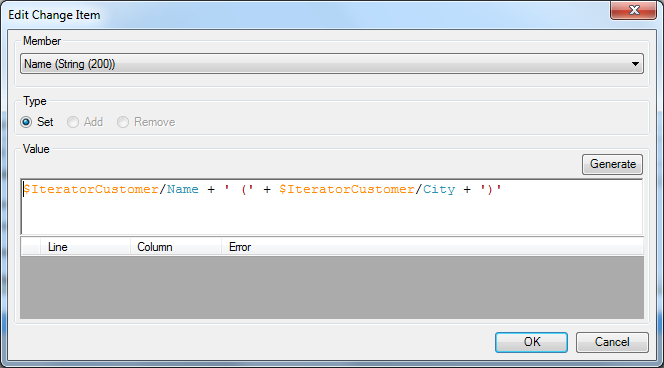 Edit Change Item
Member
Name (String (200))
Type
Set Add Remove
Value
Generate
$IteratorCustomer/Name + ' (' + $IteratorCustomer/City + ')'
Line Column Error
OK Cancel